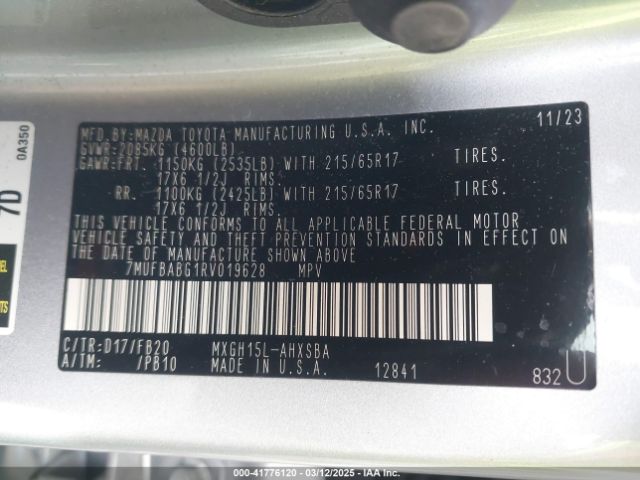 MFD.BY:MAZDA TOYOTA MANUFACTURING U.S.A. INC. 11/23
GVWR:2085KG (4600LB)
GAWR:FRT. 1150KG (2535LB) WITH 215/65R17 TIRES.
17X6 1/2J RIMS.
RR. 1100KG (2425LB) WITH 215/65R17 TIRES.
17X6 1/2J RIMS.
THIS VEHICLE CONFORMS TO ALL APPLICABLE FEDERAL MOTOR
VEHICLE SAFETY AND THEFT PREVENTION STANDARDS IN EFFECT ON
THE DATE OF MANUFACTURE SHOWN ABOVE
7MUFBABG1RV019628 MPV
C/TR:D17/FB20 MXGH15L-AHXSBA
A/TM: /PB10 MADE IN U.S.A. 12841 832U
0A350
7D
000-41776120 - 03/12/2025 - IAAI.COM